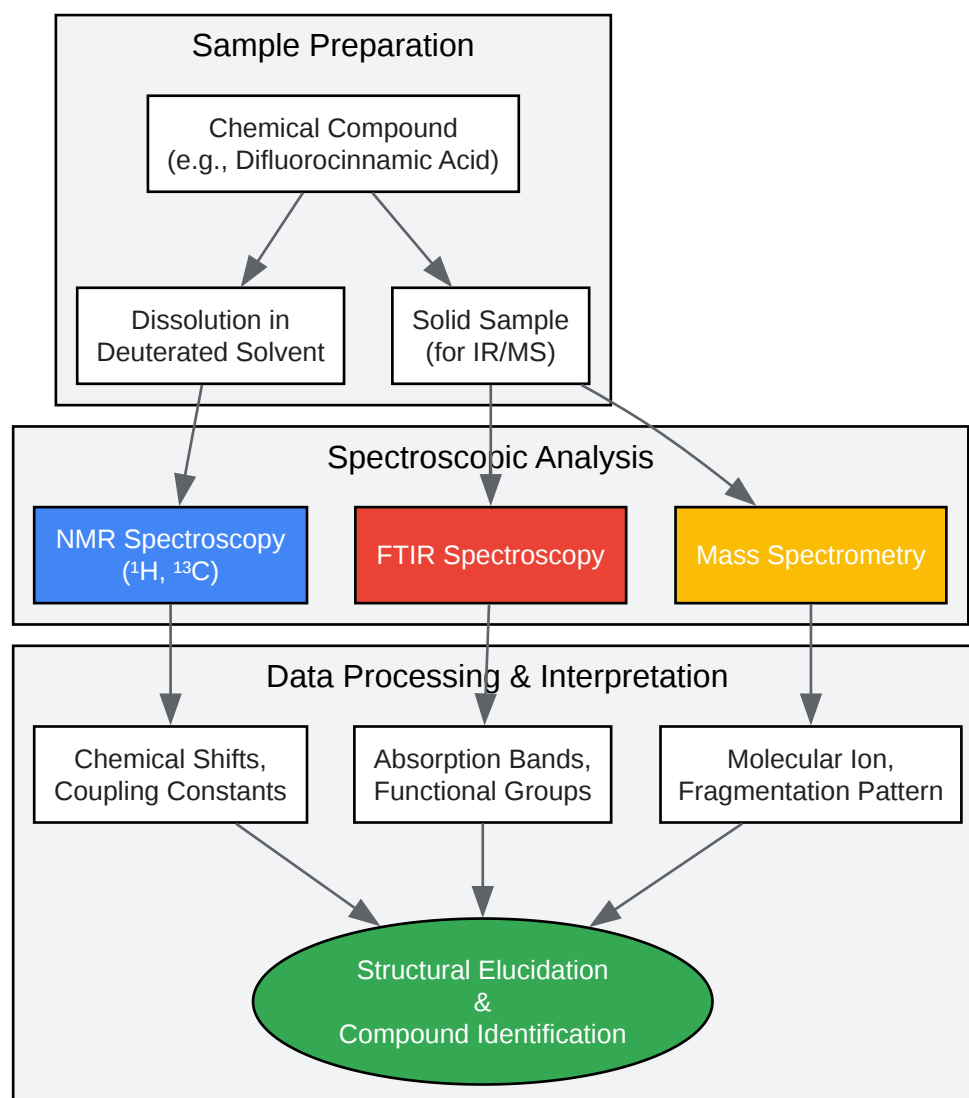 Sample Preparation
Chemical Compound
(e.g., Difluorocinnamic Acid)
Dissolution in
Deuterated Solvent
Solid Sample
(for IR/MS)
Spectroscopic Analysis
NMR Spectroscopy
(¹H, ¹³C)
FTIR Spectroscopy
Mass Spectrometry
Data Processing & Interpretation
Chemical Shifts,
Coupling Constants
Absorption Bands,
Functional Groups
Molecular Ion,
Fragmentation Pattern
Structural Elucidation
&
Compound Identification